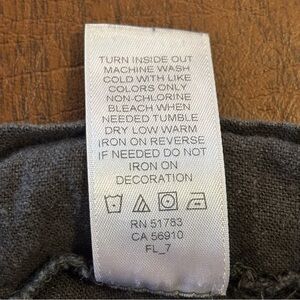 TURN INSIDE OUT
MACHINE WASH
COLD WITH LIKE
COLORS ONLY
NON-CHLORINE
BLEACH WHEN
NEEDED TUMBLE
DRY LOW WARM
IRON ON REVERSE
IF NEEDED DO NOT
IRON ON
DECORATION
RN 51783
CA 56910
FL_7